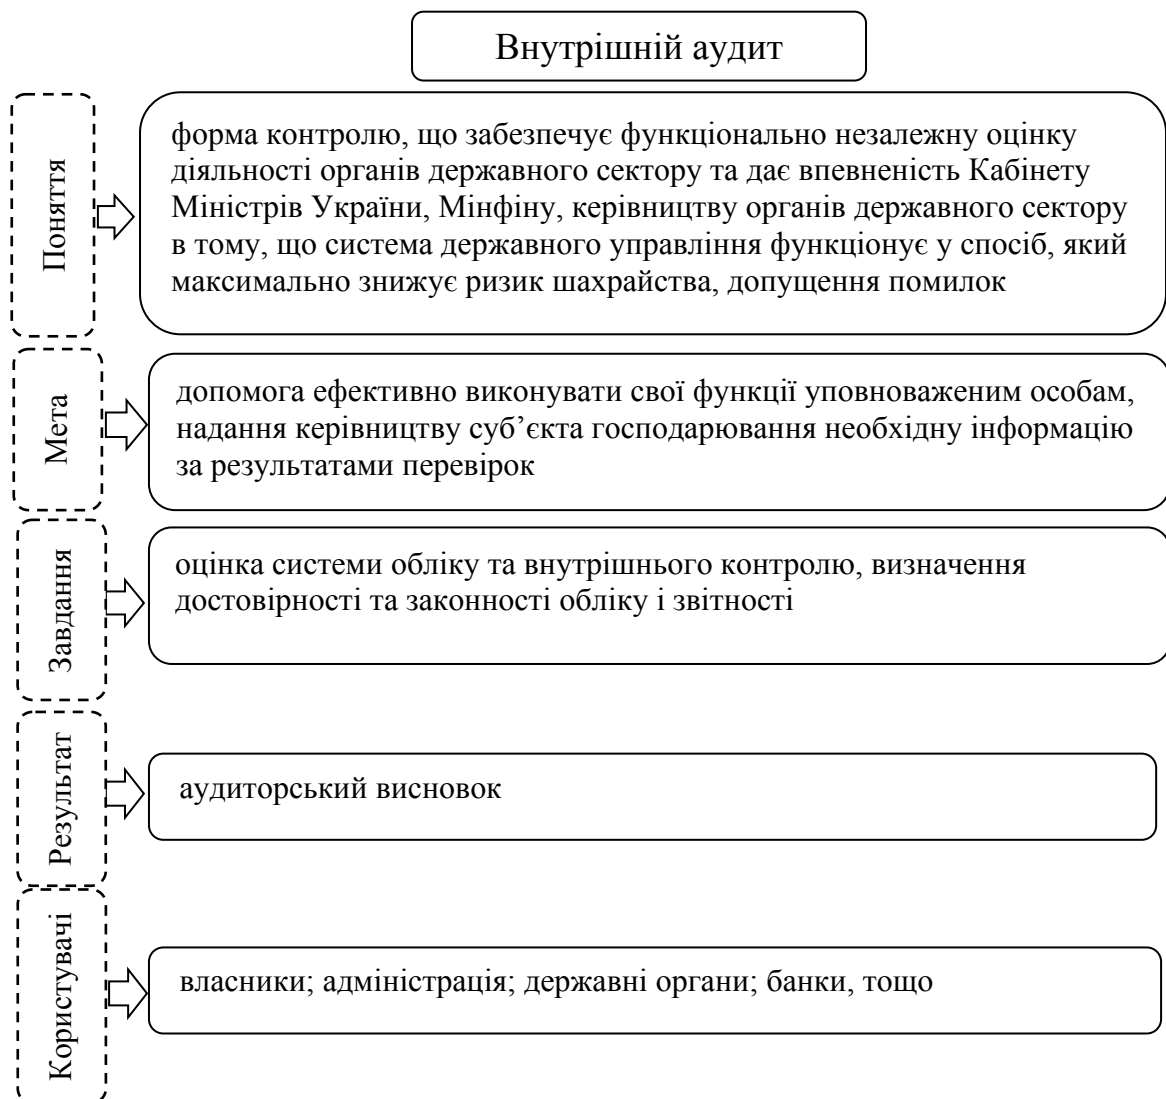 Внутрішній аудит
Поняття
форма контролю, що забезпечує функціонально незалежну оцінку
діяльності органів державного сектору та дає впевненість Кабінету
Міністрів України, Мінфіну, керівництву органів державного сектору
в тому, що система державного управління функціонує у спосіб, який
максимально знижує ризик шахрайства, допущення помилок
Мета
допомога ефективно виконувати свої функції уповноваженим особам,
надання керівництву суб’єкта господарювання необхідну інформацію
за результатами перевірок
Завдання
оцінка системи обліку та внутрішнього контролю, визначення
достовірності та законності обліку і звітності
Результат
аудиторський висновок
Користувачі
власники; адміністрація; державні органи; банки, тощо